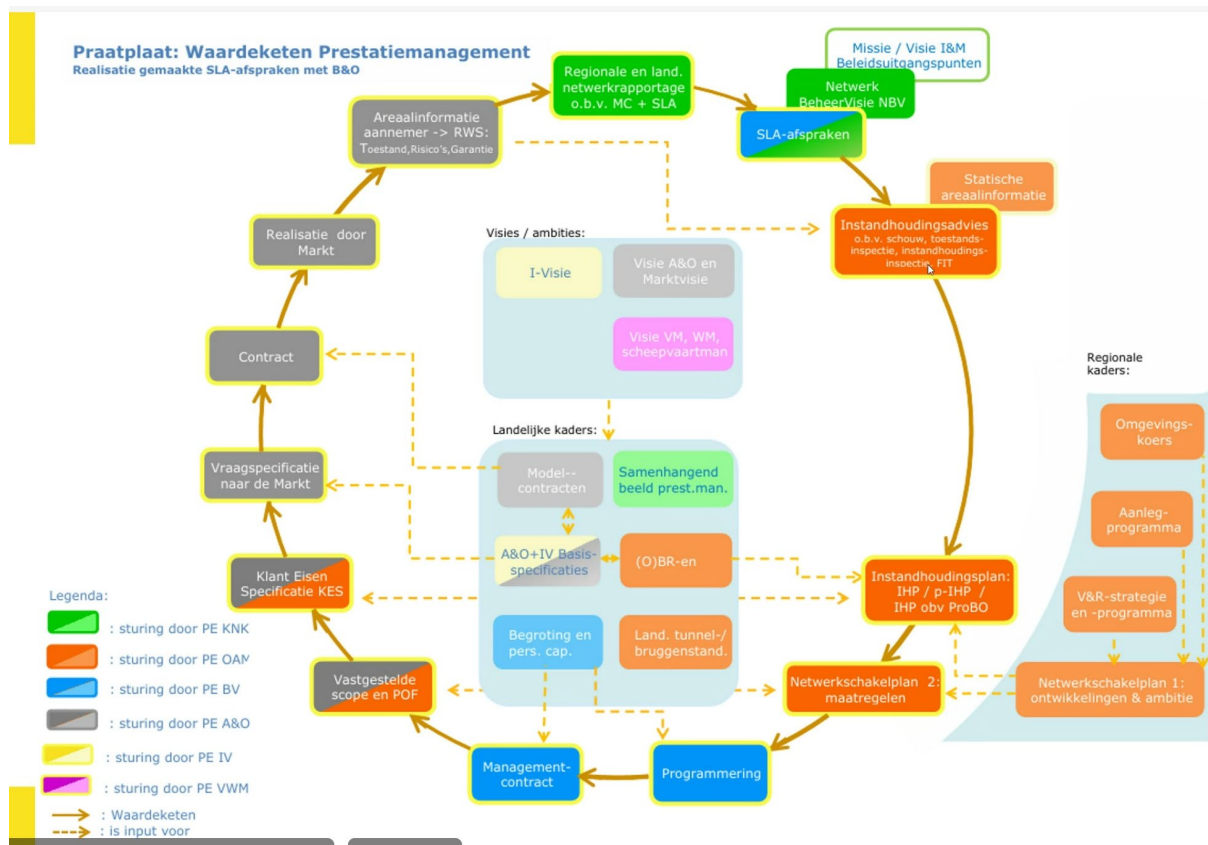 Praatplaat: Waardeketen Prestatiemanagement
Realisatie gemaakte SLA-afspraken met B&O
Missie / Visie I&M
Beleidsuitgangspunten
Netwerk
BeheerVisie NBV
SLA-afspraken
Regionale en land.
netwerkrapportage
o.b.v. MC + SLA
Areaalinformatie
aannemer -> RWS:
Toestand,Risico's,Garantie
Statische
areaalinformatie
Instandhoudingsadvies
o.b.v. schouw, toestands-
inspectie, instandhoudings-
inspectie, FIT
Realisatie door
Markt
Visies / ambities:
I-Visie
Visie A&O en
Marktvisie
Visie VM, WM,
scheepvaartman
Contract
Regionale
kaders:
Omgevings-
koers
Aanleg-
programma
V&R-strategie
en -programma
Netwerkschakelplan 1:
ontwikkelingen & ambitie
Landelijke kaders:
Model--
contracten
Samenhangend
beeld prest.man.
A&O+IV Basis-
specificaties
(O)BR-en
Begroting en
pers. cap.
Land. tunnel-/
bruggenstand.
Vraagspecificatie
naar de Markt
Klant Eisen
Specificatie KES
Instandhoudingsplan:
IHP / p-IHP /
IHP obv ProBO
Vastgestelde
scope en POF
Netwerkschakelplan 2:
maatregelen
Management-
contract
Programmering
Legenda:
: sturing door PE KNK
: sturing door PE OAM
: sturing door PE BV
: sturing door PE A&O
: sturing door PE IV
: sturing door PE VWM
: Waardeketen
: is input voor